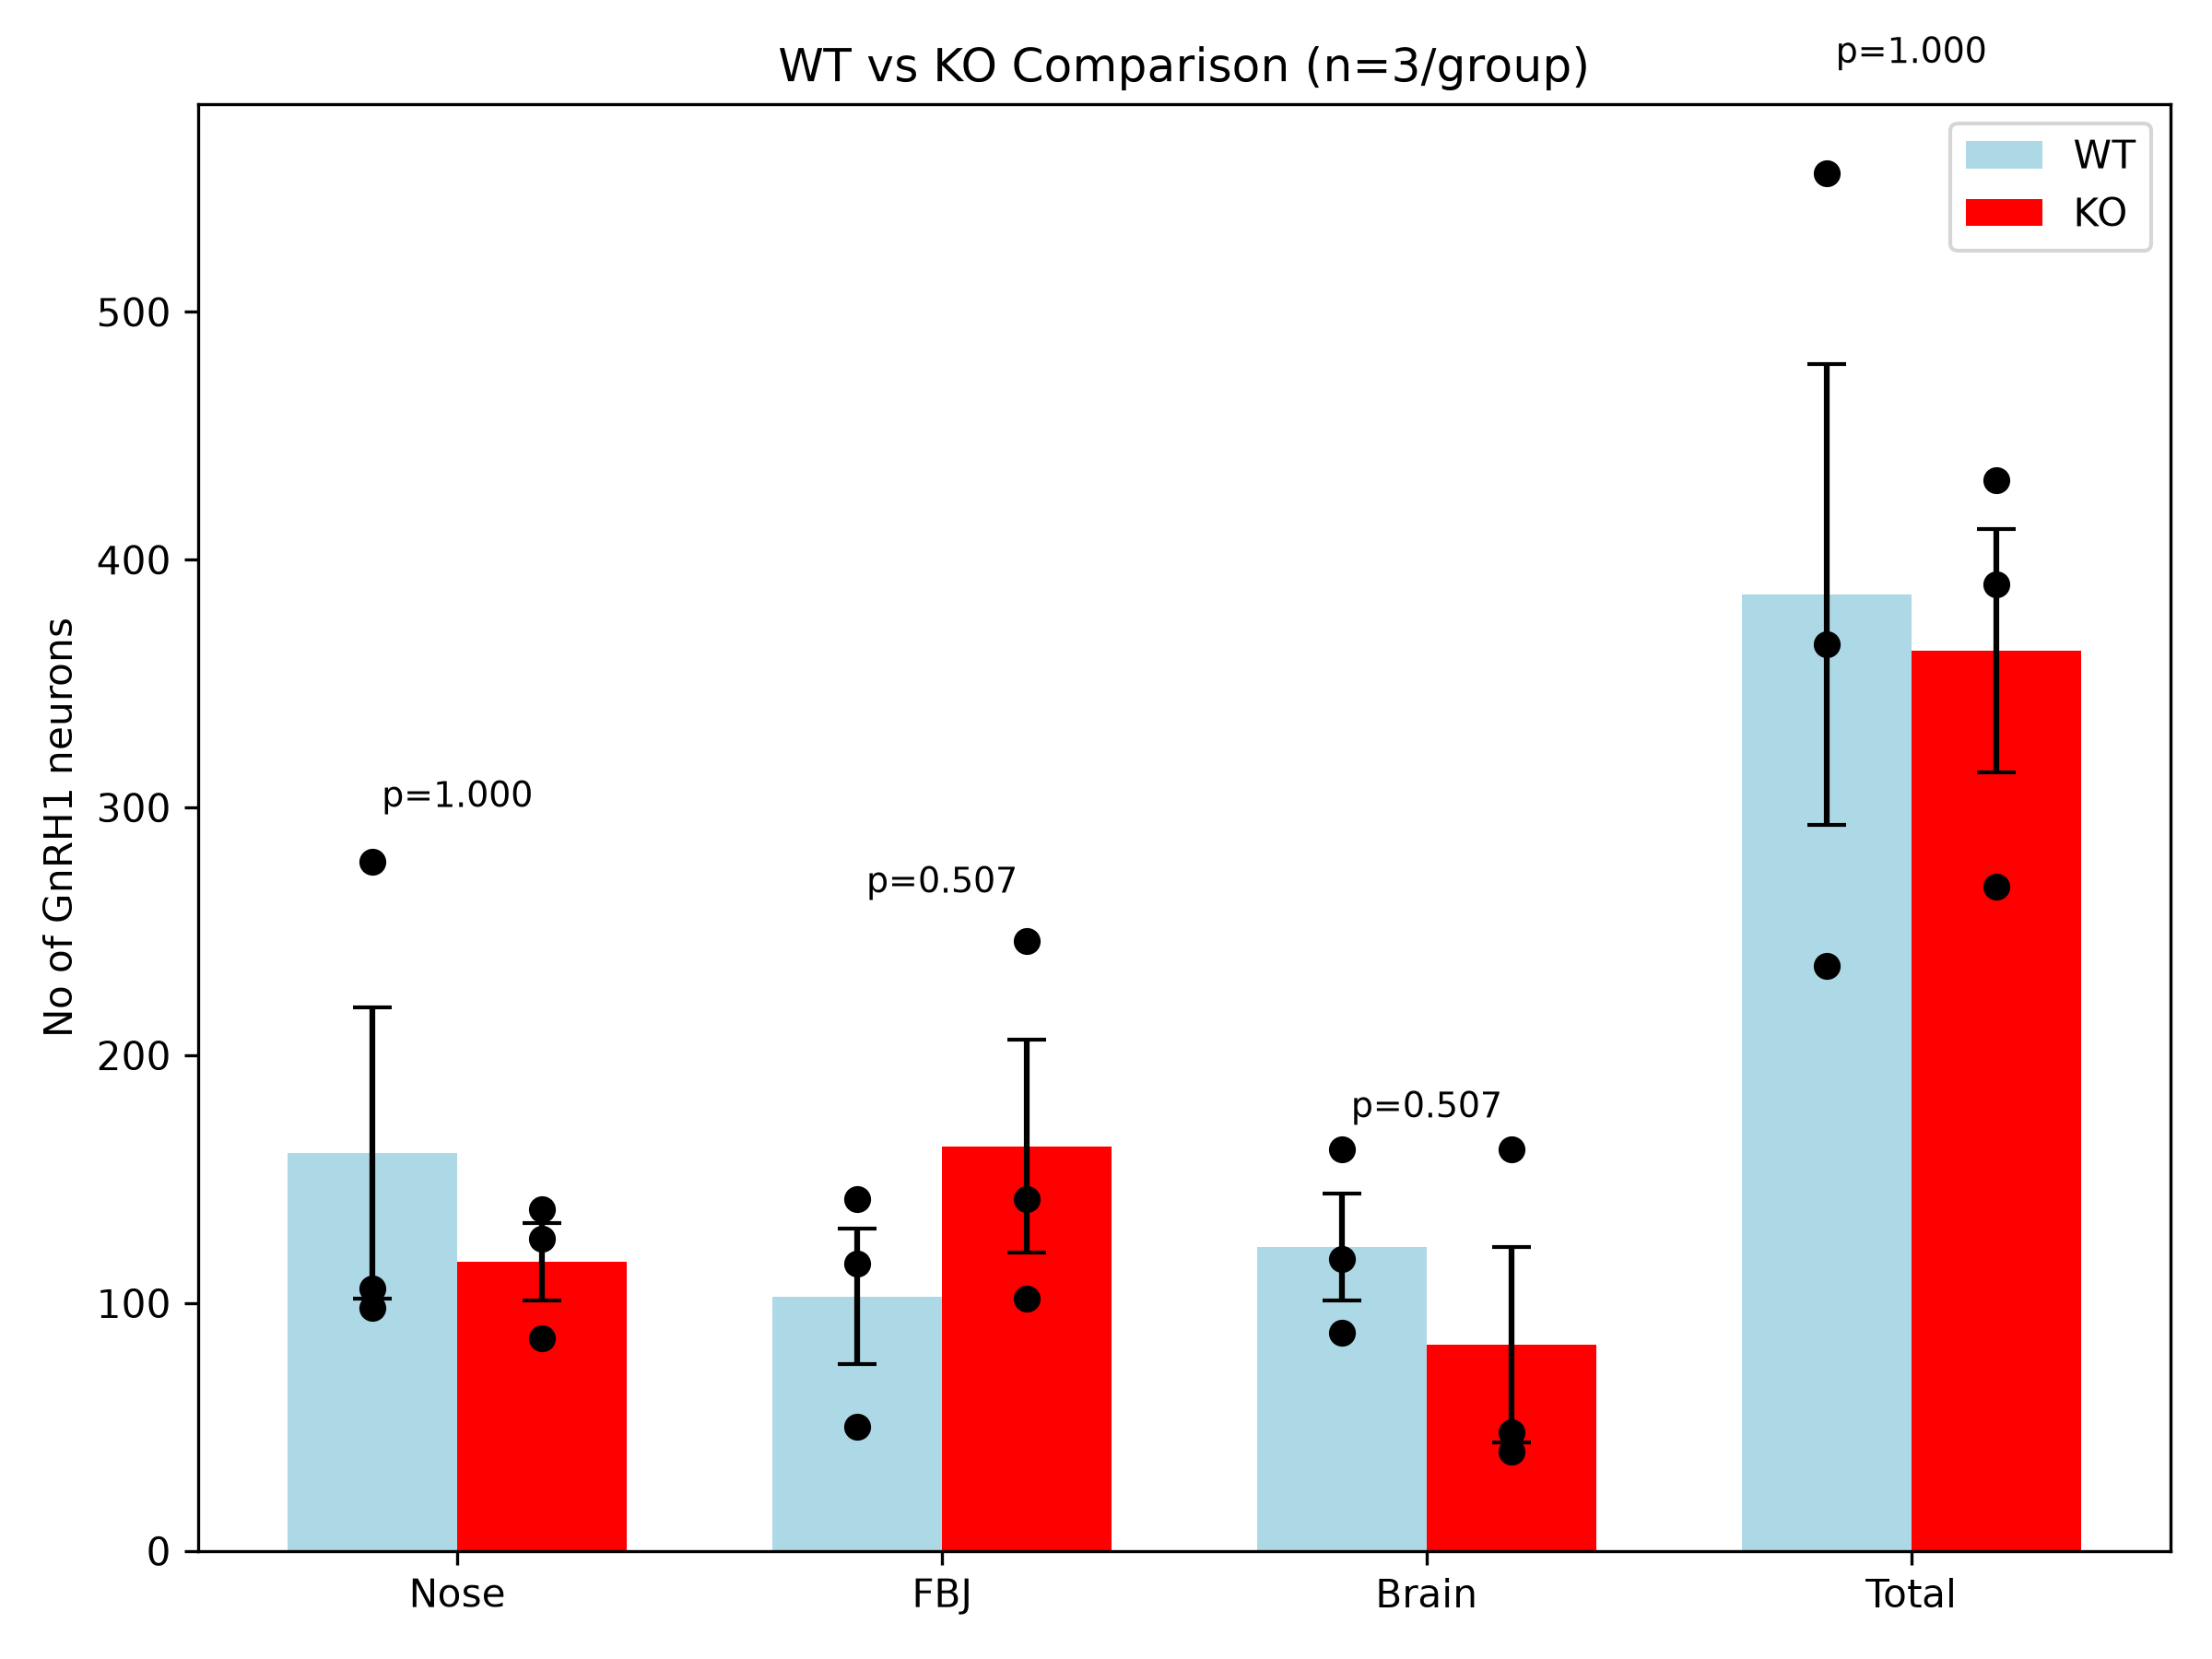 WT vs KO Comparison (n=3/group)
p=1.000
WT
KO
500
400
300
200
100
0
No of GnRH1 neurons
p=1.000
p=0.507
p=0.507
Nose
FBJ
Brain
Total